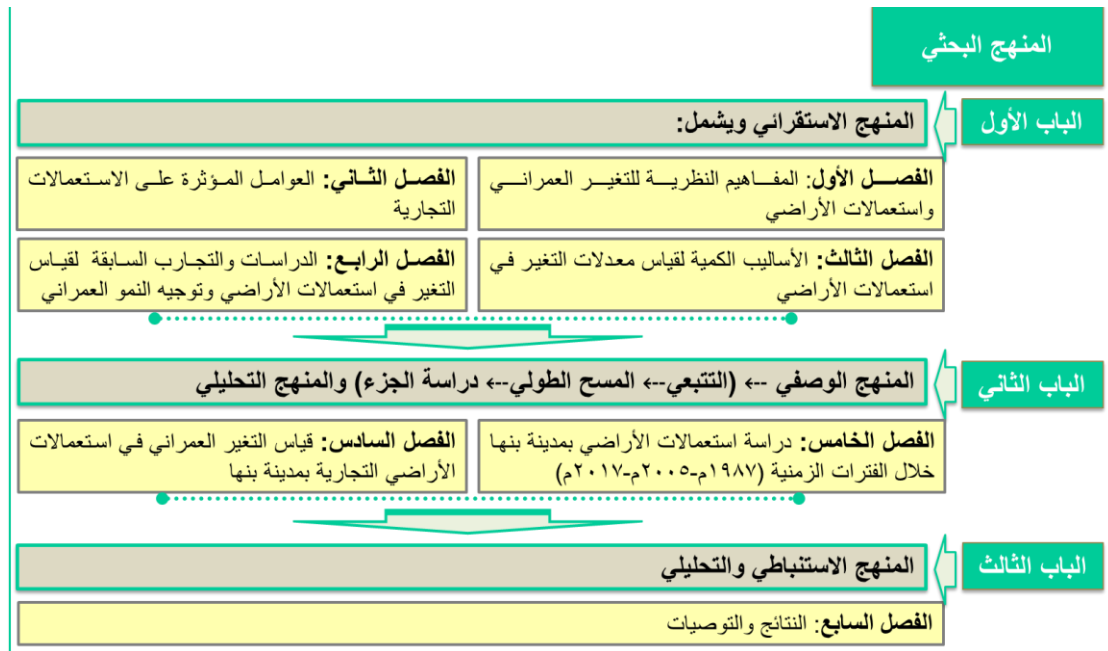 المنهج البحثي
الباب الأول
المنهج الاستقرائي ويشمل:
الفصل الأول: المفاهيم النظرية للتغير العمراني
واستعمالات الأراضي
الفصل الثاني: العوامل المؤثرة على الاستعمالات
التجارية
الفصل الثالث: الأساليب الكمية لقياس معدلات التغير في
استعمالات الأراضي
الفصل الرابع: الدراسات والتجارب السابقة لقياس
التغير في استعمالات الأراضي وتوجيه النمو العمراني
الباب الثاني
المنهج الوصفي --← (التتبعي--← المسح الطولي--← دراسة الجزء) والمنهج التحليلي
الفصل الخامس: دراسة استعمالات الأراضي بمدينة بنها
خلال الفترات الزمنية (١٩٨٧م-٢٠٠٥م-٢٠١٧م)
الفصل السادس: قياس التغير العمراني في استعمالات
الأراضي التجارية بمدينة بنها
الباب الثالث
المنهج الاستنباطي والتحليلي
الفصل السابع: النتائج والتوصيات